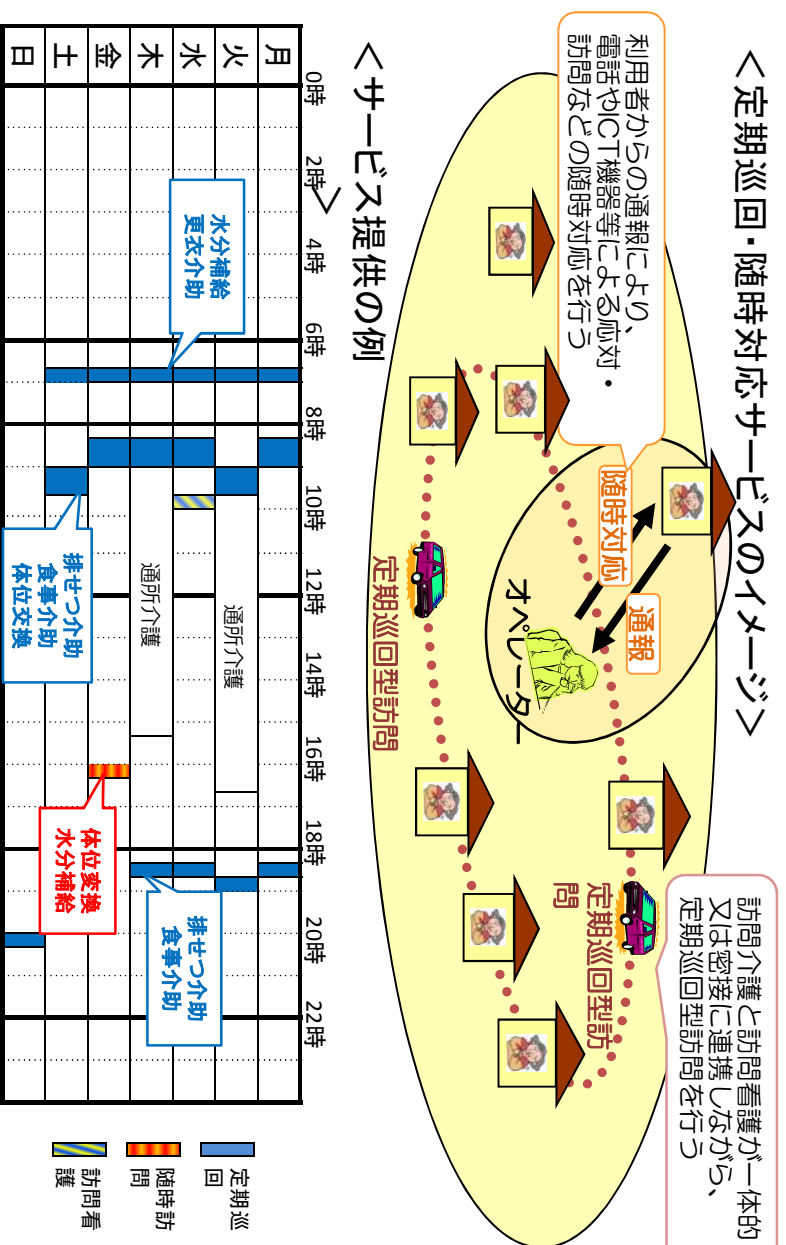 ＜定期巡回・随時対応サービスのイメージ＞
利用者からの通報により、
電話やICT機器等による応対・
訪問などの随時対応を行う
訪問介護と訪問看護が一体的
又は密接に連携しながら、
定期巡回型訪問を行う
随時対応
通報
オペレーター
定期巡回型訪
問
定期巡回型訪問
＜サービス提供の例
＞
0時
2時
4時
6時
8時
10時
12時
14時
16時
18時
20時
22時
月
火
通所介護
水
木
通所介護
金
土
日
水分補給
更衣介助
排せつ介助
食事介助
体位交換
体位変換
水分補給
排せつ介助
食事介助
定期巡
回
随時訪
問
訪問看
護